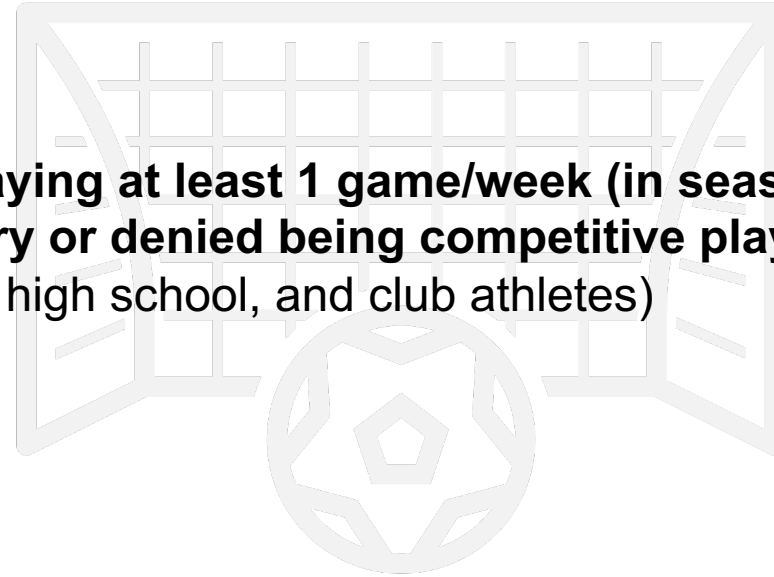 aying at least 1 game/week (in seas
ry or denied being competitive play
high school, and club athletes)